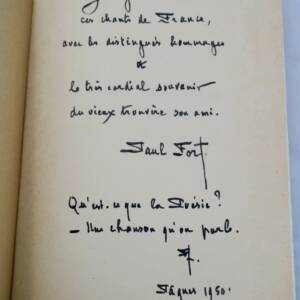 ces chants de France,
avec les distingués hommages
&
le très cordial souvenir
du vieux trouvère son ami.
Paul Fort
Qu'est-ce que la Poésie?
– Une chanson qu'on parle.
Pâques 1950.